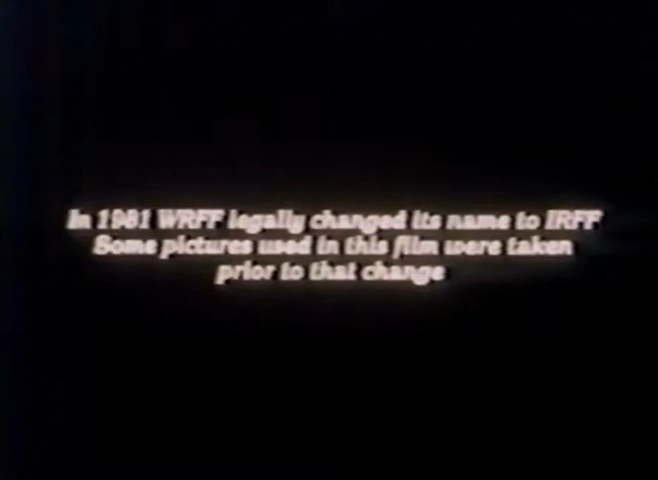 In 1981 WRFF legally changed its name to IRFF
Some pictures used in this film were taken
prior to that change